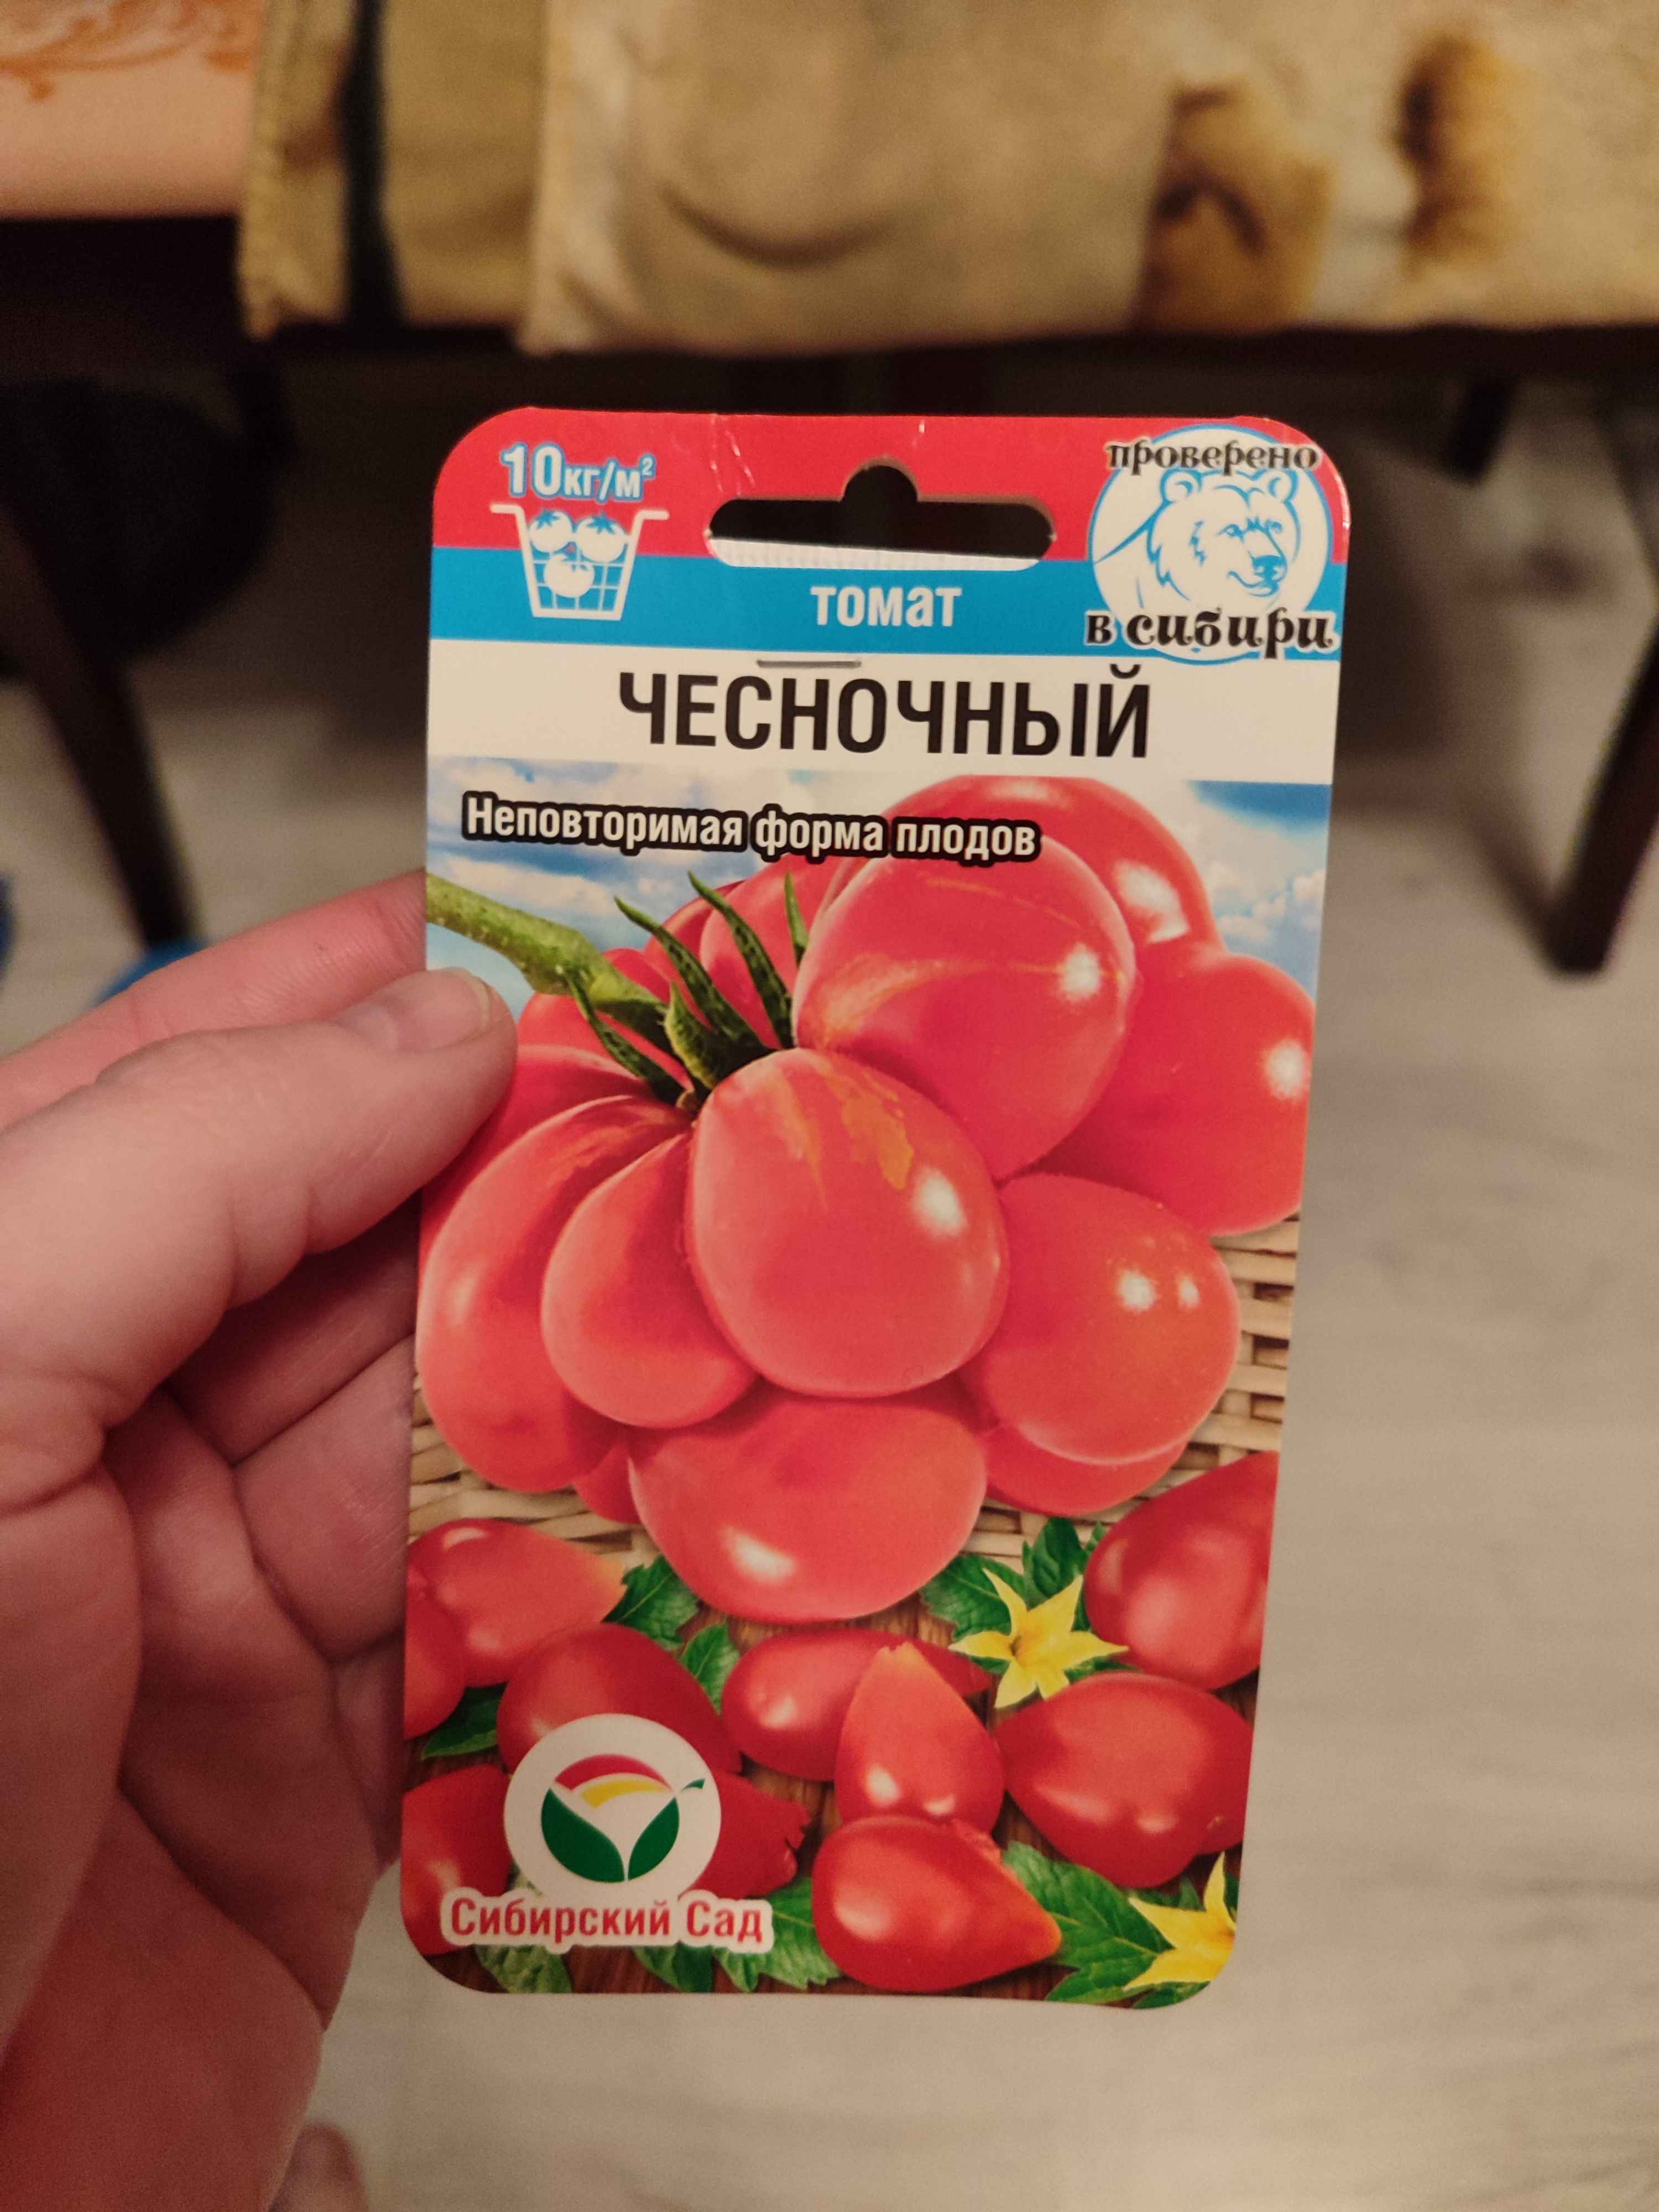 10кг/м²
проверено
в сибири
томат
ЧЕСНОЧНЫЙ
Неповторимая форма плодов
Сибирский Сад